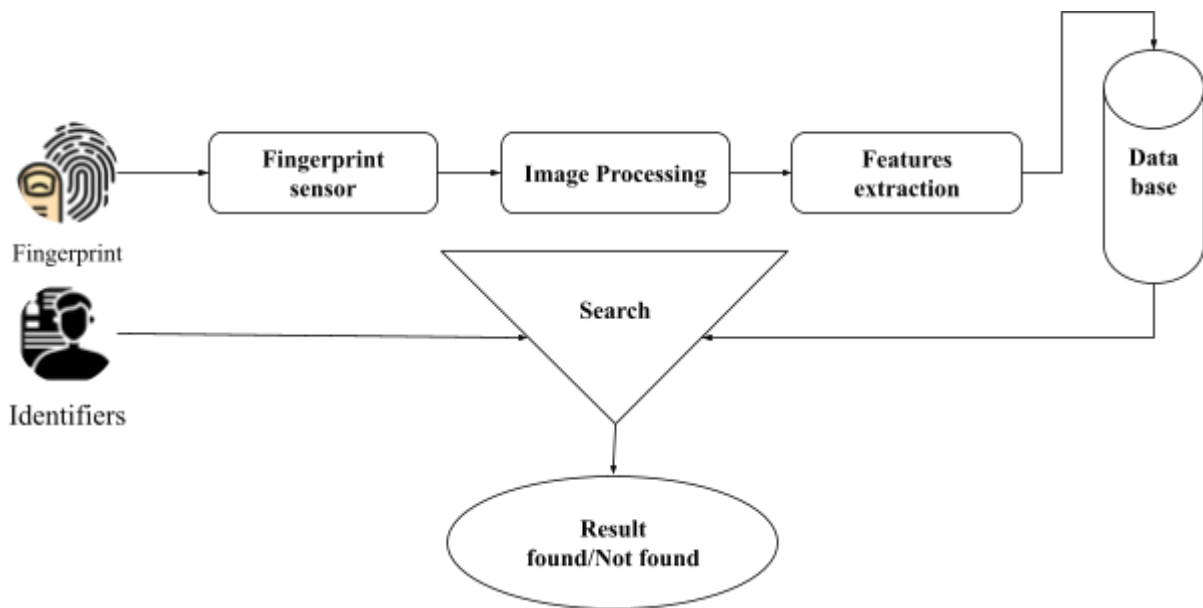 Fingerprint
sensor
Image Processing
Features
extraction
Data
base
Fingerprint
Search
Identifiers
Result
found/Not found